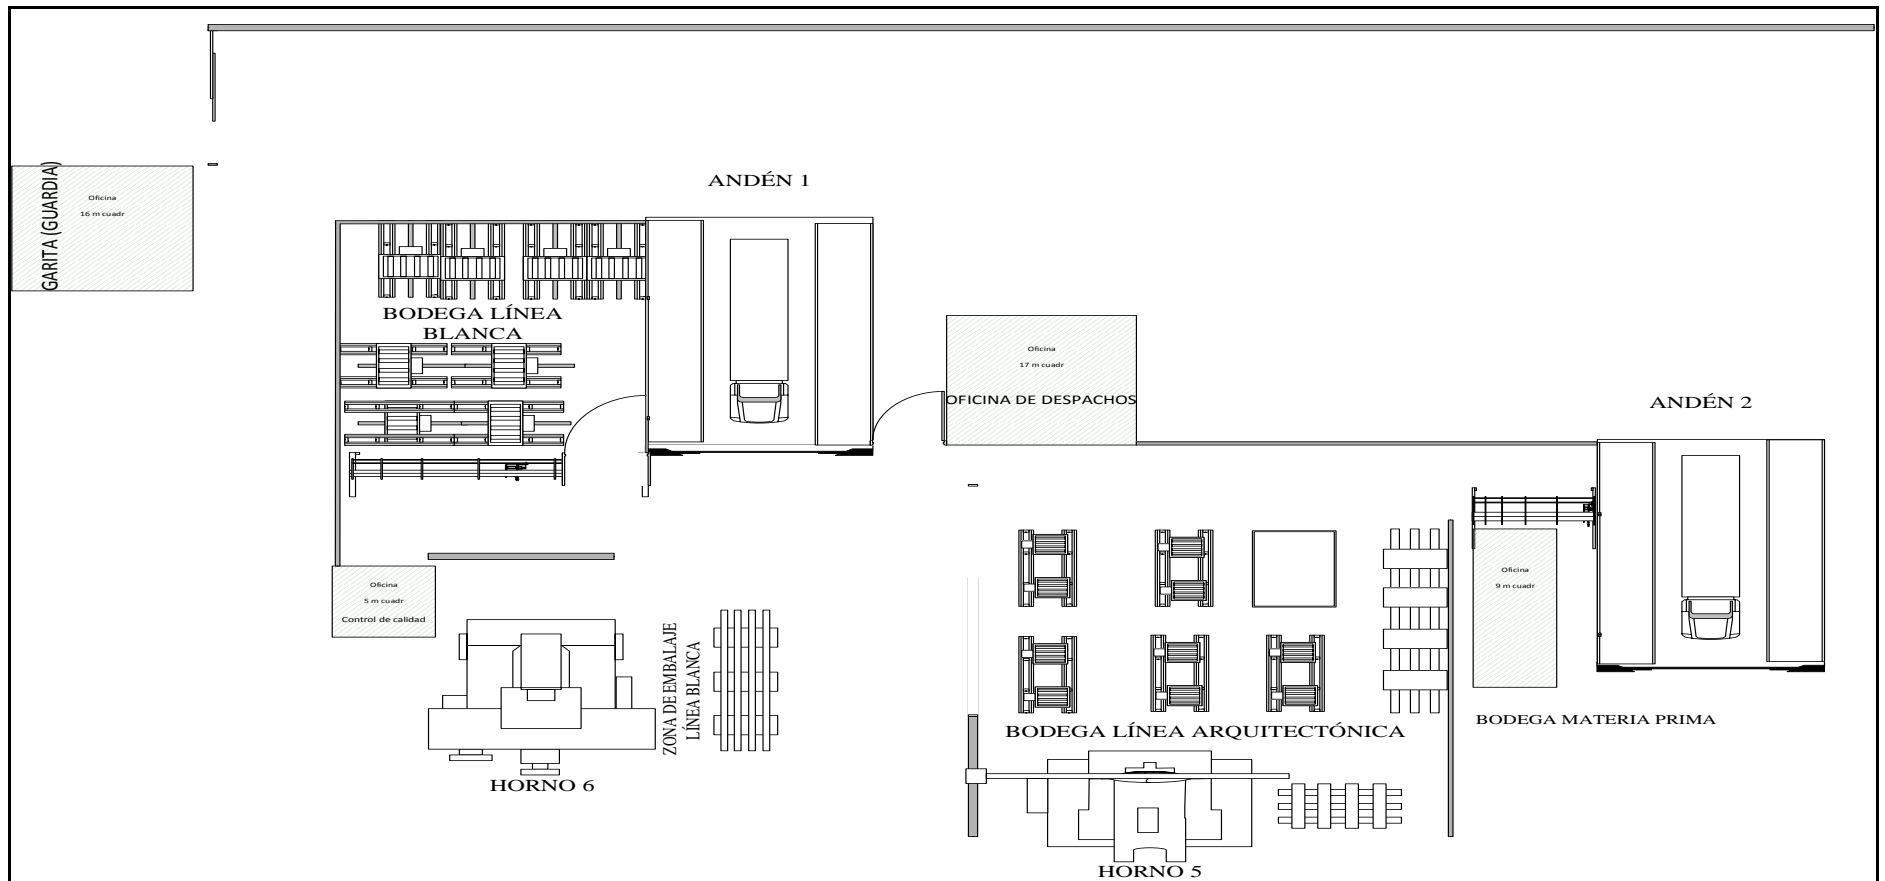 GARITA (GUARDIA)
Oficina
16 m cuadr
ANDÉN 1
BODEGA LÍNEA
BLANCA
Oficina
17 m cuadr
OFICINA DE DESPACHOS
ANDÉN 2
Oficina
5 m cuadr
Control de calidad
ZONA DE EMBALAJE
LÍNEA BLANCA
HORNO 6
Oficina
9 m cuadr
BODEGA LÍNEA ARQUITECTÓNICA
BODEGA MATERIA PRIMA
HORNO 5